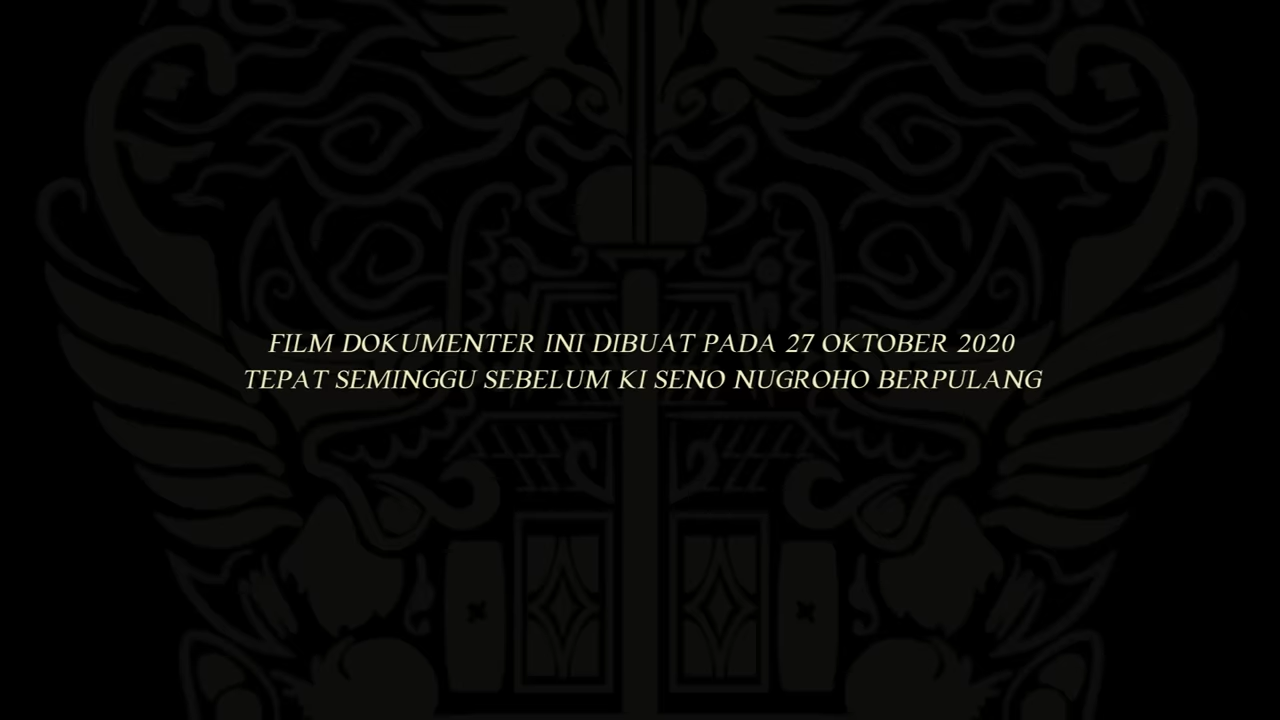 FILM DOKUMENTER INI DIBUAT PADA 27 OKTOBER 2020
TEPAT SEMINGGU SEBELUM KI SENO NUGROHO BERPULANG